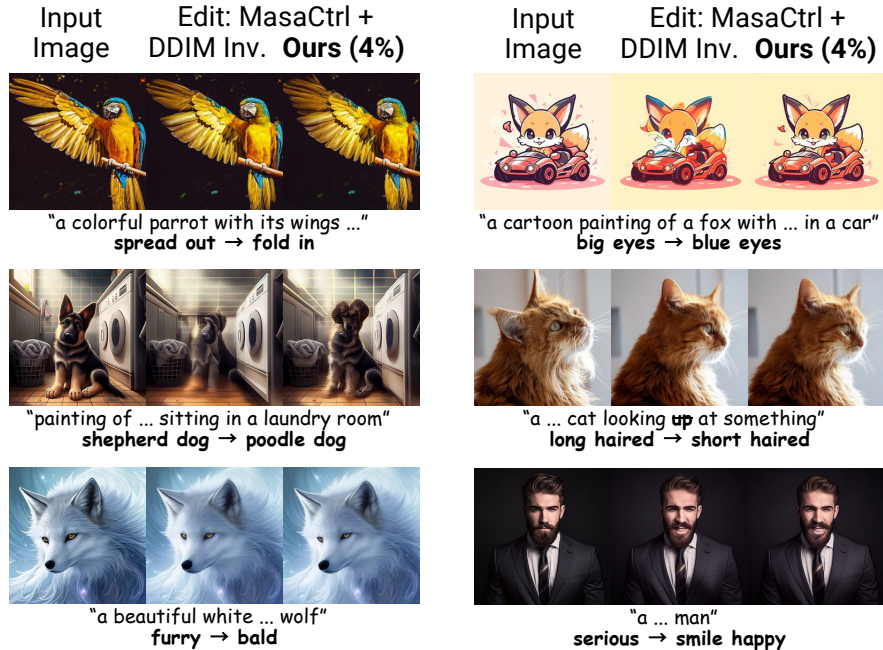 Input Image
Edit: MasaCtrl +
DDIM Inv. Ours (4%)
"a colorful parrot with its wings ..."
spread out → fold in
"painting of ... sitting in a laundry room"
shepherd dog → poodle dog
"a beautiful white ... wolf"
furry → bald
Input Image
Edit: MasaCtrl +
DDIM Inv. Ours (4%)
"a cartoon painting of a fox with ... in a car"
big eyes → blue eyes
"a ... cat looking up at something"
long haired → short haired
"a ... man"
serious → smile happy